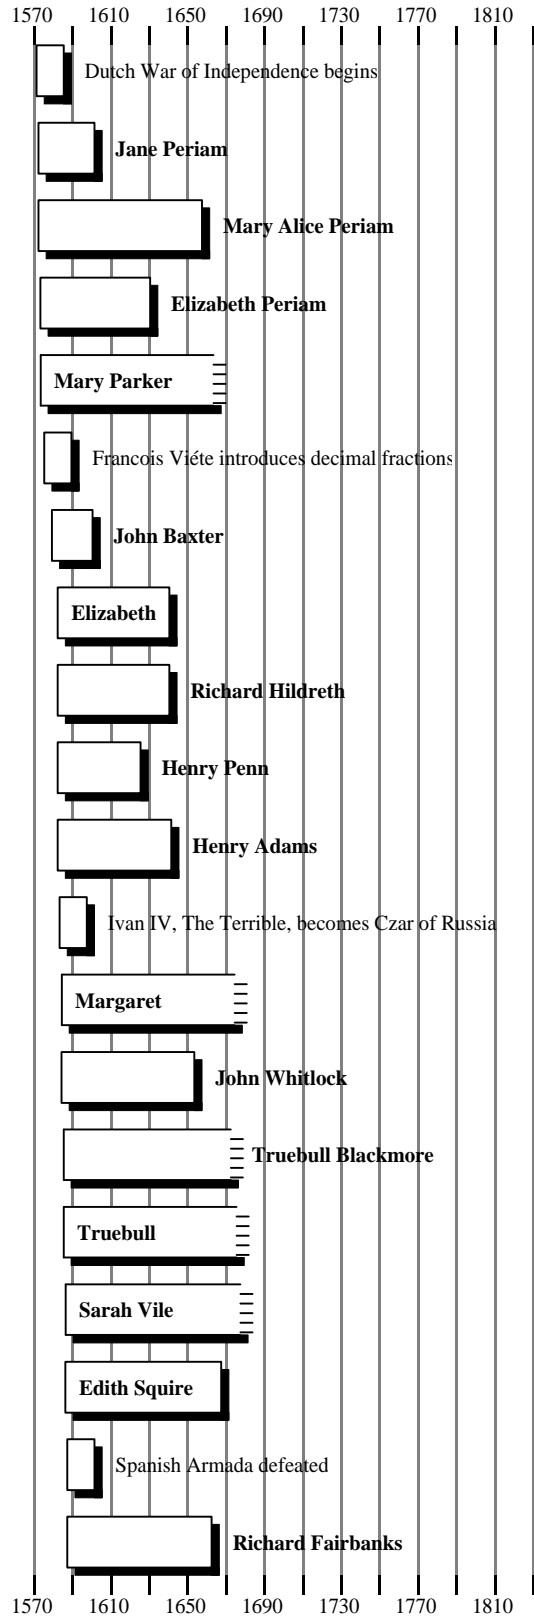 1570 1610 1650 1690 1730 1770 1810
Dutch War of Independence begins
Jane Periam
Mary Alice Periam
Elizabeth Periam
Mary Parker
Francois Viéte introduces decimal fractions
John Baxter
Elizabeth
Richard Hildreth
Henry Penn
Henry Adams
Ivan IV, The Terrible, becomes Czar of Russia
Margaret
John Whitlock
Truebull Blackmore
Truebull
Sarah Vile
Edith Squire
Spanish Armada defeated
Richard Fairbanks
1570 1610 1650 1690 1730 1770 1810